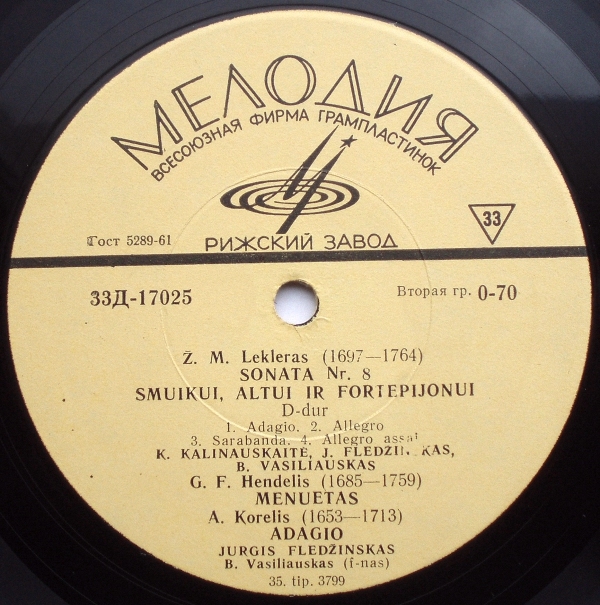 МЕЛОДИЯ
ВСЕСОЮЗНАЯ ФИРМА ГРАМПЛАСТИНОК
33
Гост 5289-61
РИЖСКИЙ ЗАВОД
33Д-17025
Вторая гр. 0-70
Ž. M. Lekleras (1697—1764)
SONATA Nr. 8
SMUIKUI, ALTUI IR FORTEPIJONUI
D-dur
1. Adagio. 2. Allegro
3. Sarabanda. 4. Allegro assai
K. KALINAUSKAITĖ, J. FLEDŽINSKAS,
B. VASILIAUSKAS
G. F. Hendelis (1685—1759)
MENUETAS
A. Korelis (1653—1713)
ADAGIO
JURGIS FLEDŽINSKAS
B. Vasiliauskas (f-nas)
35. tip. 3799